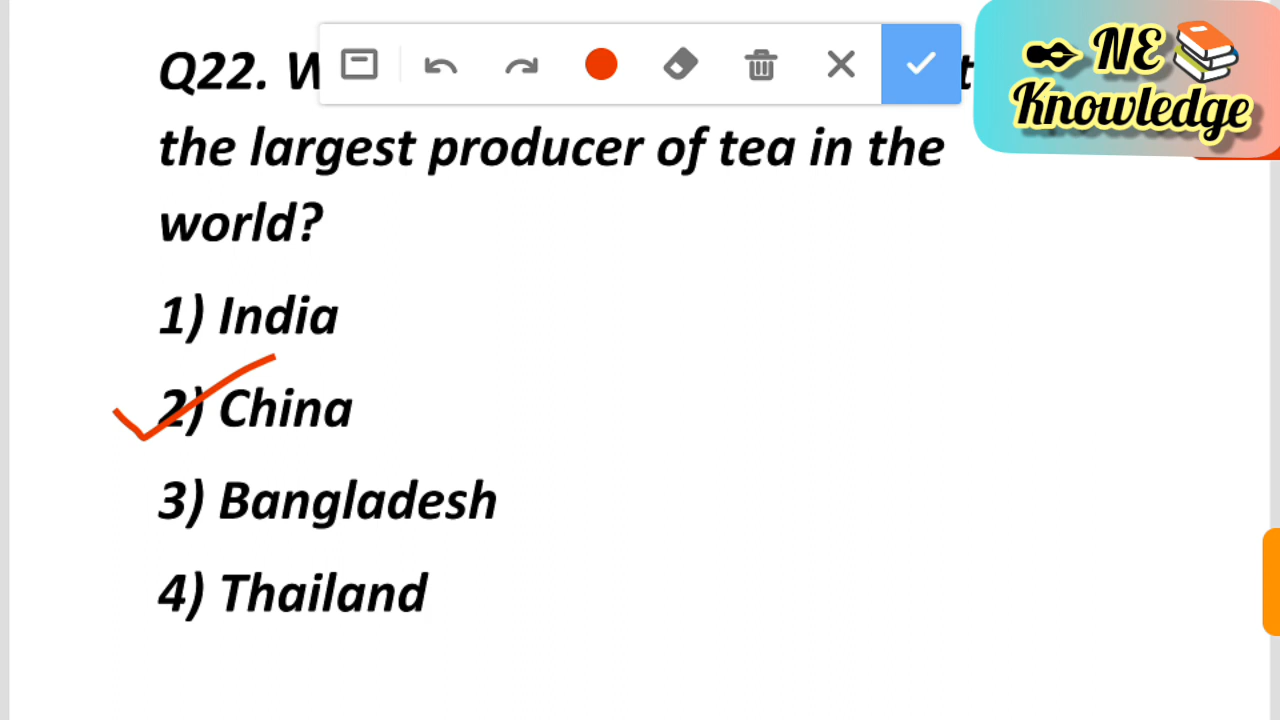 Q22.
the largest producer of tea in the
world?
1) India
2) China
3) Bangladesh
4) Thailand
NE
Knowledge